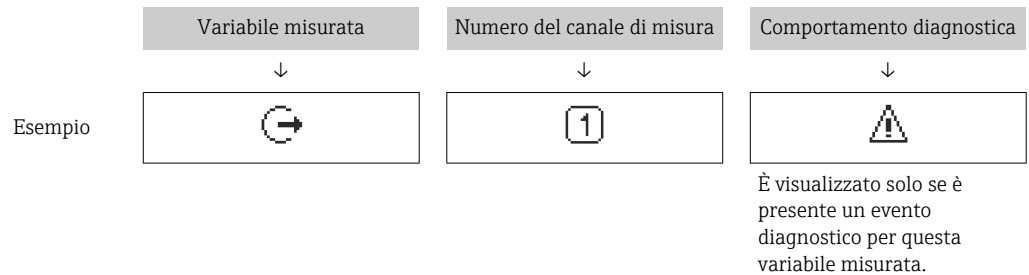 Variabile misurata
Numero del canale di misura
Comportamento diagnostica
↓
↓
↓
Esempio
1
È visualizzato solo se è
presente un evento
diagnostico per questa
variabile misurata.